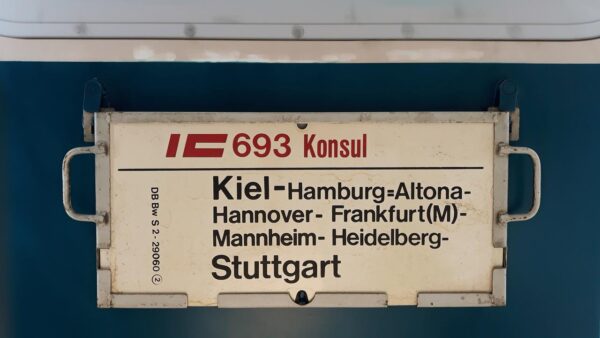 IC 693 Konsul
Kiel-Hamburg=Altona-
Hannover- Frankfurt(M)-
Mannheim- Heidelberg-
Stuttgart
DB Bw S 2 - 29060 ②